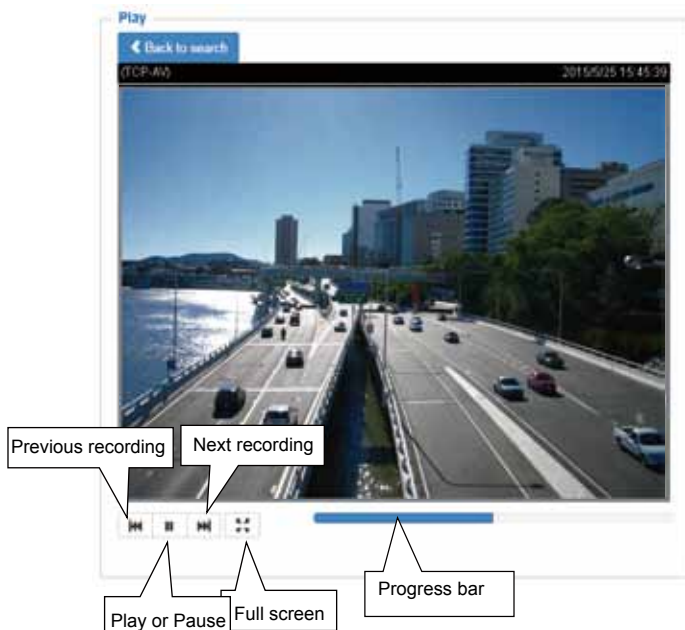 Play
Back to search
(TCP-AV) 2015/5/25 15:45:39
Previous recording
Next recording
Progress bar
Play or Pause
Full screen